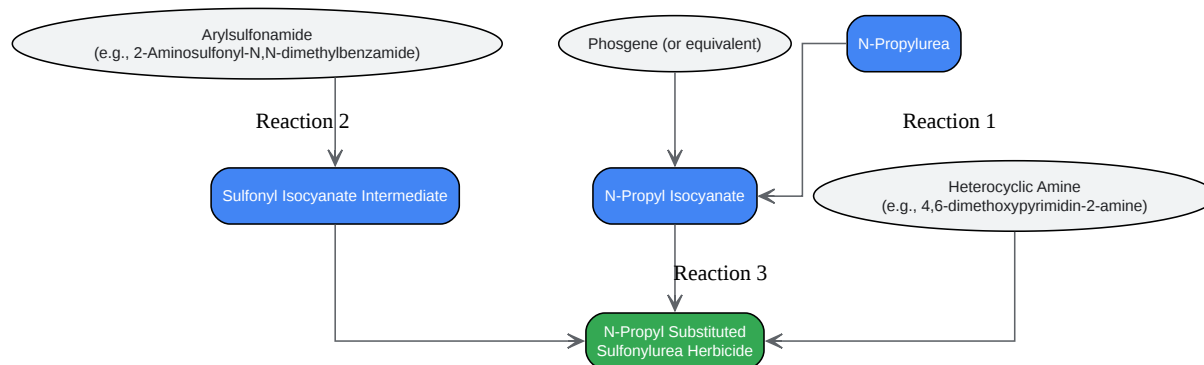 Arylsulfonamide
(e.g., 2-Aminosulfonyl-N,N-dimethylbenzamide)
Phosgene (or equivalent)
N-Propylurea
Reaction 2
Reaction 1
Sulfonyl Isocyanate Intermediate
N-Propyl Isocyanate
Heterocyclic Amine
(e.g., 4,6-dimethoxypyrimidin-2-amine)
Reaction 3
N-Propyl Substituted
Sulfonylurea Herbicide